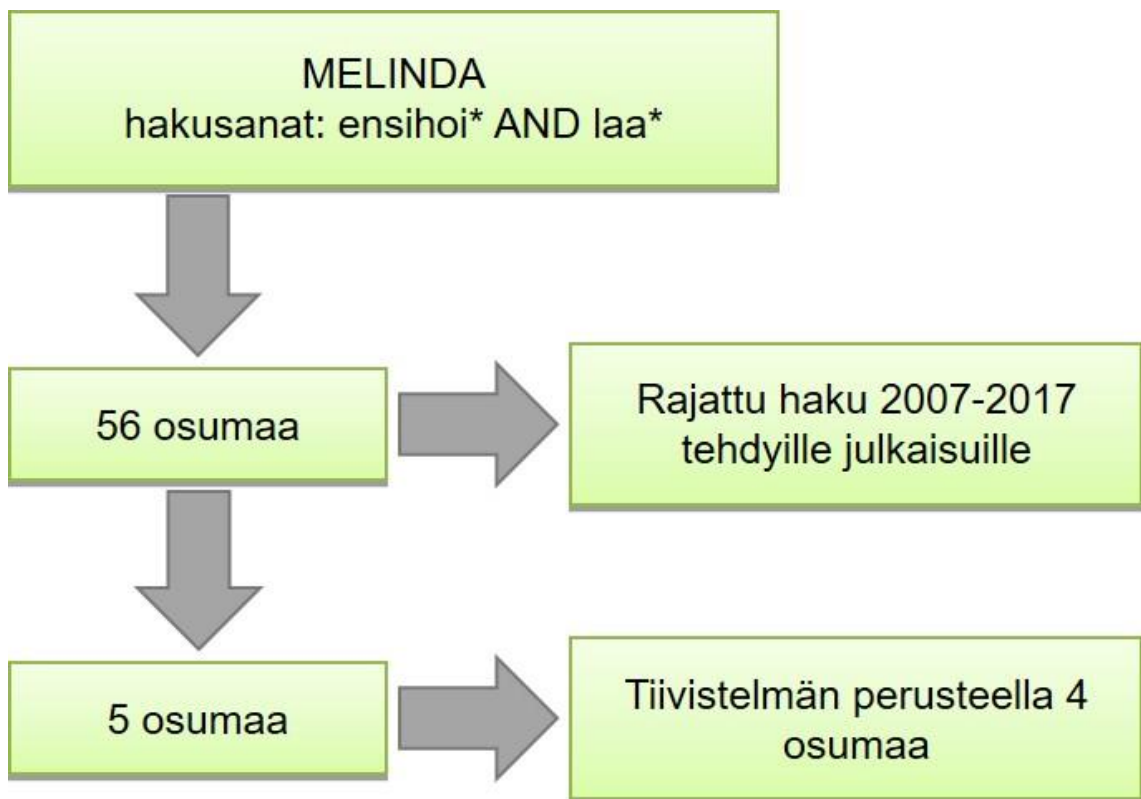 MELINDA
hakusanat: ensihoi* AND laa*
56 osumaa
Rajattu haku 2007-2017
tehdyille julkaisuille
5 osumaa
Tiivistelmän perusteella 4
osumaa